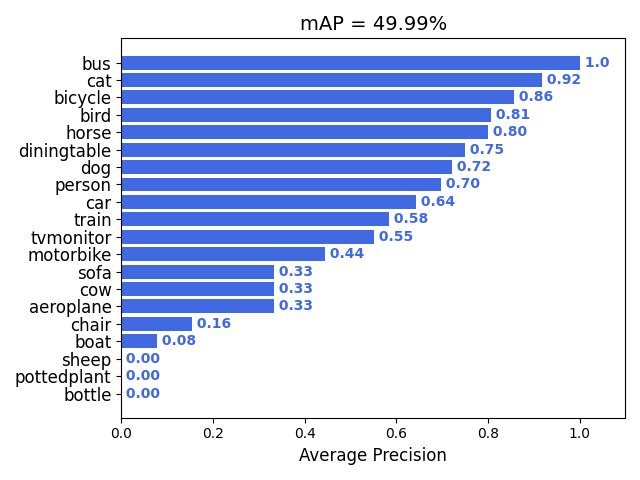 mAP = 49.99%
bus 1.0
cat 0.92
bicycle 0.86
bird 0.81
horse 0.80
diningtable 0.75
dog 0.72
person 0.70
car 0.64
train 0.58
tvmonitor 0.55
motorbike 0.44
sofa 0.33
cow 0.33
aeroplane 0.33
chair 0.16
boat 0.08
sheep 0.00
pottedplant 0.00
bottle 0.00
0.0 0.2 0.4 0.6 0.8 1.0
Average Precision